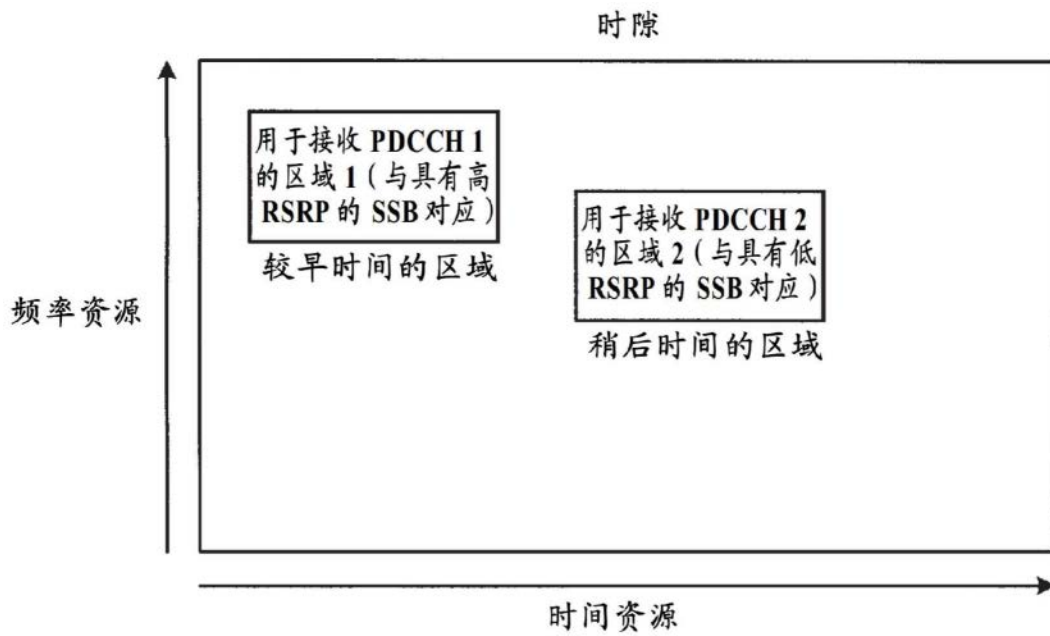 时隙
用于接收 PDCCH 1
的区域 1（与具有高
RSRP 的 SSB 对应）
较早时间的区域
用于接收 PDCCH 2
的区域 2（与具有低
RSRP 的 SSB 对应）
稍后时间的区域
频率资源
时间资源